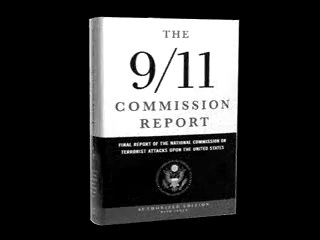 THE
9/11
COMMISSION
REPORT
FINAL REPORT OF THE NATIONAL COMMISSION ON
TERRORIST ATTACKS UPON THE UNITED STATES
AUTHORIZED EDITION